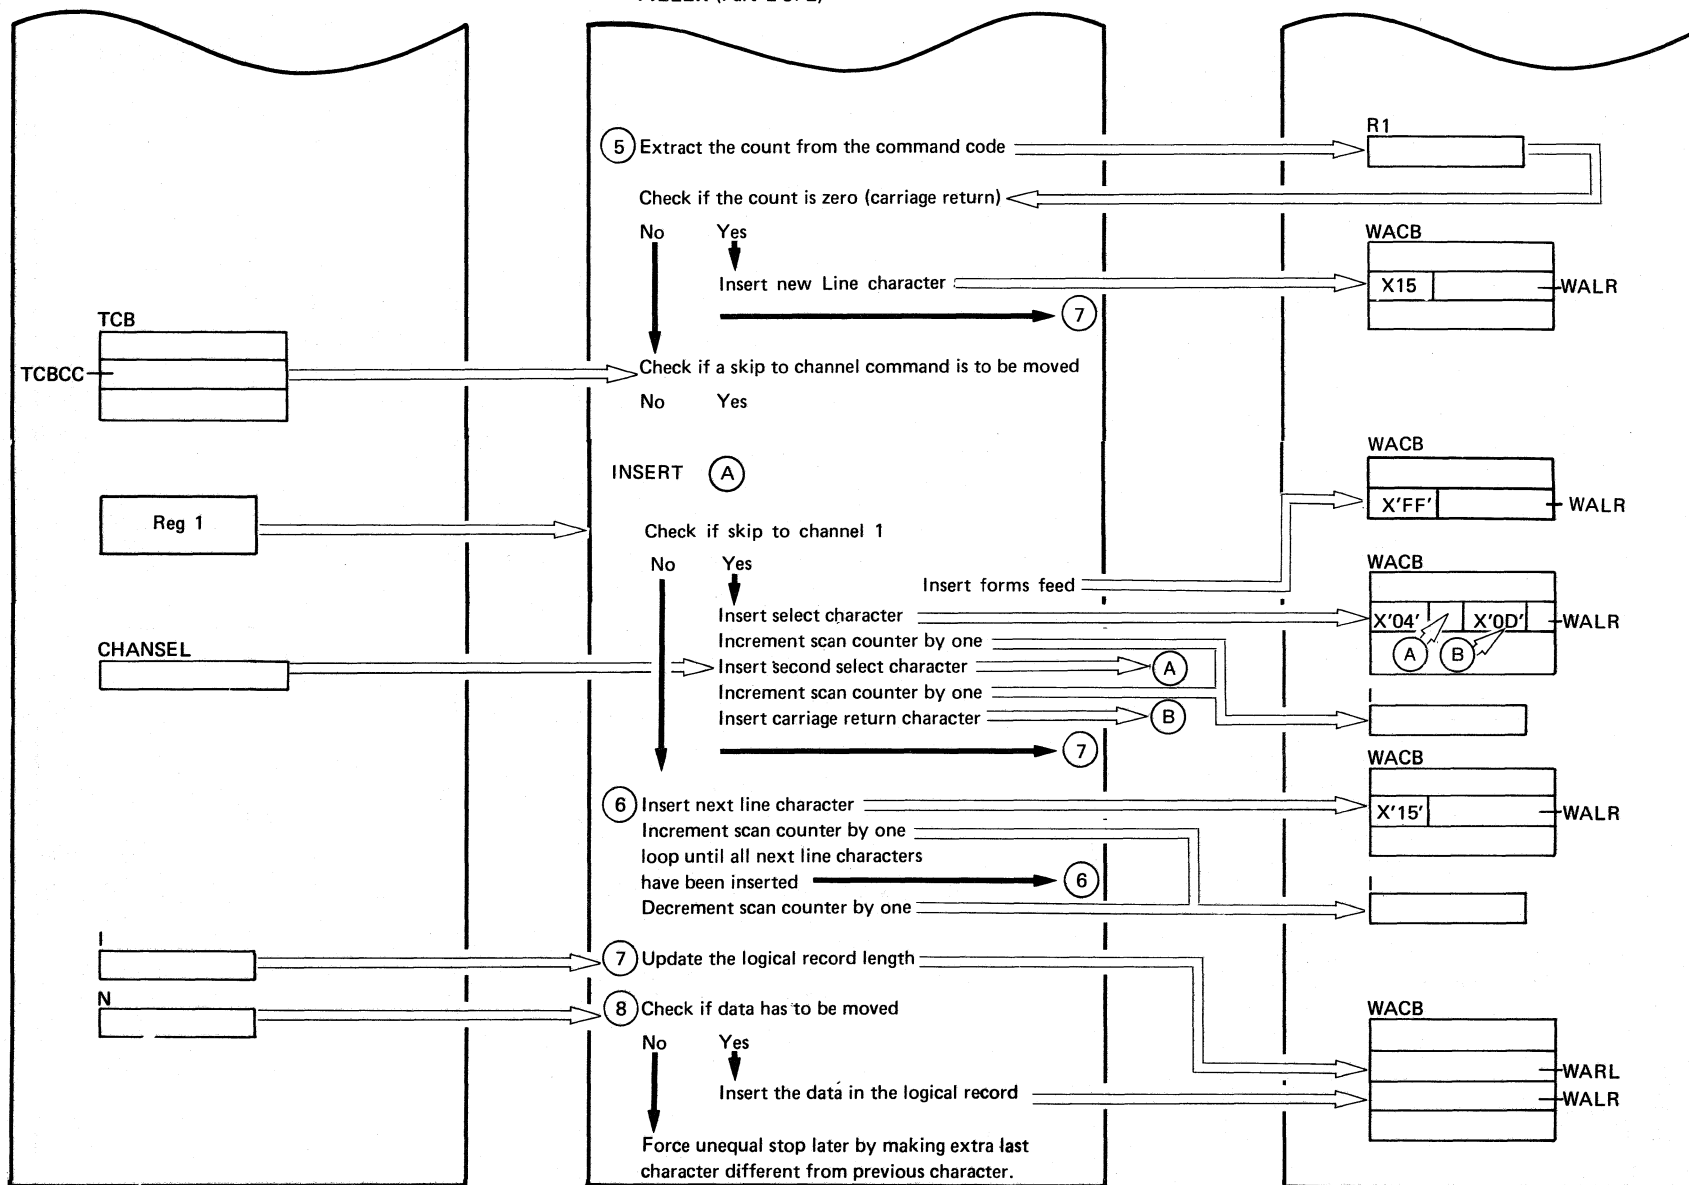 5 Extract the count from the command code
R1
Check if the count is zero (carriage return)
No Yes
WACB
Insert new Line character
X15
WALR
7
TCB
TCBCC
Check if a skip to channel command is to be moved
No Yes
WACB
INSERT A
X'FF'
WALR
Reg 1
Check if skip to channel 1
No Yes
WACB
Insert forms feed
Insert select character
X'04' X'0D'
WALR
Increment scan counter by one
A B
CHANSEL
Insert second select character
A
Increment scan counter by one
I
Insert carriage return character
B
7
WACB
6 Insert next line character
X'15'
WALR
Increment scan counter by one
loop until all next line characters
have been inserted
6
I
Decrement scan counter by one
I
7 Update the logical record length
N
8 Check if data has to be moved
WACB
No Yes
WARL
Insert the data in the logical record
WALR
Force unequal stop later by making extra last
character different from previous character.